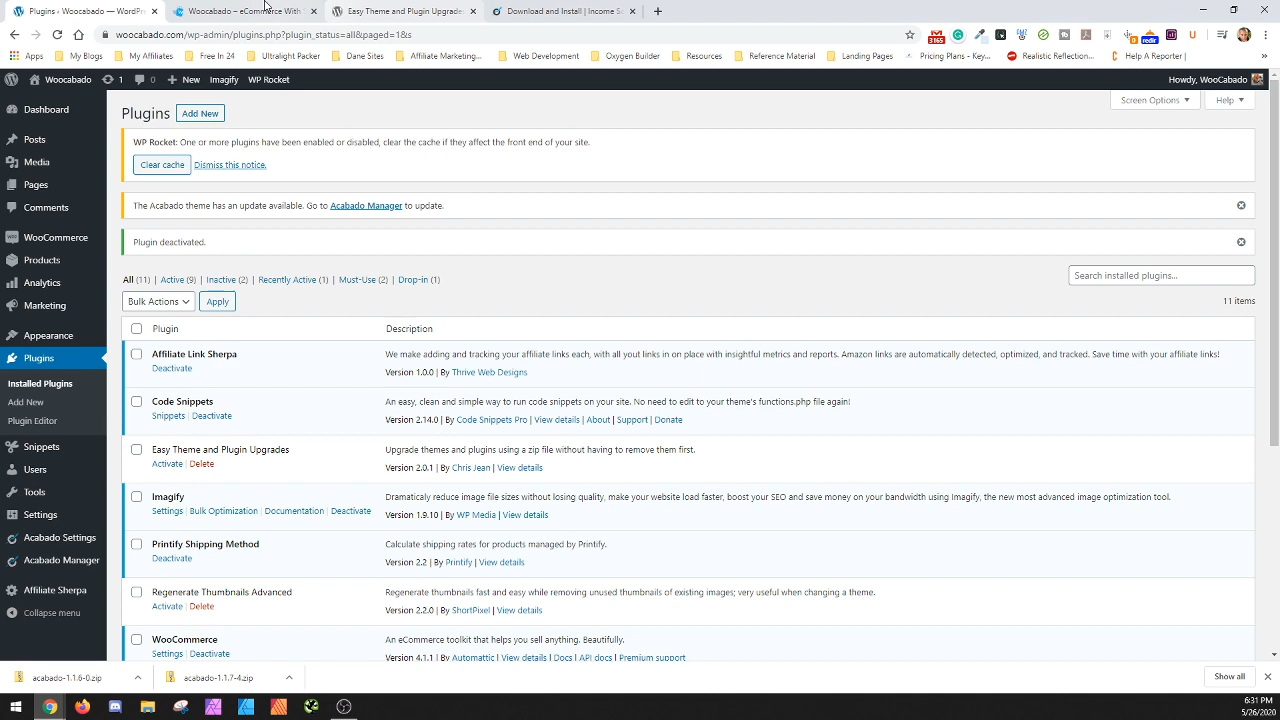 Plugins ‹ Woocabado — WordPr
Woocabado – eCommerce With
Easy Theme and Plugin Upgrades
Download and Install | Income Sc
woocabado.com/wp-admin/plugins.php?plugin_status=all&paged=1&s
3165
redir
Apps
My Blogs
My Affiliates
Free In 24
Ultralight Packer
Dane Sites
Affiliate Marketing...
Web Development
Oxygen Builder
Resources
Reference Material
Landing Pages
Pricing Plans - Key...
Realistic Reflection...
Help A Reporter |
Woocabado
1
0
New
Imagify
WP Rocket
Howdy, WooCabado
Dashboard
Posts
Media
Pages
Comments
WooCommerce
Products
Analytics
Marketing
Appearance
Plugins
Installed Plugins
Add New
Plugin Editor
Snippets
Users
Tools
Settings
Acabado Settings
Acabado Manager
Affiliate Sherpa
Collapse menu
Screen Options
Help
Plugins
Add New
WP Rocket: One or more plugins have been enabled or disabled, clear the cache if they affect the front end of your site.
Clear cache
Dismiss this notice.
The Acabado theme has an update available. Go to Acabado Manager to update.
Plugin deactivated.
All (11) | Active (9) | Inactive (2) | Recently Active (1) | Must-Use (2) | Drop-in (1)
Search installed plugins...
Bulk Actions
Apply
11 items
Plugin
Description
Affiliate Link Sherpa
Deactivate
We make adding and tracking your affiliate links each, with all yout links in on place with insightful metrics and reports. Amazon links are automatically detected, optimized, and tracked. Save time with your affiliate links!
Version 1.0.0 | By Thrive Web Designs
Code Snippets
Snippets | Deactivate
An easy, clean and simple way to run code snippets on your site. No need to edit to your theme's functions.php file again!
Version 2.14.0 | By Code Snippets Pro | View details | About | Support | Donate
Easy Theme and Plugin Upgrades
Activate | Delete
Upgrade themes and plugins using a zip file without having to remove them first.
Version 2.0.1 | By Chris Jean | View details
Imagify
Settings | Bulk Optimization | Documentation | Deactivate
Dramaticaly reduce image file sizes without losing quality, make your website load faster, boost your SEO and save money on your bandwidth using Imagify, the new most advanced image optimization tool.
Version 1.9.10 | By WP Media | View details
Printify Shipping Method
Deactivate
Calculate shipping rates for products managed by Printify.
Version 2.2 | By Printify | View details
Regenerate Thumbnails Advanced
Activate | Delete
Regenerate thumbnails fast and easy while removing unused thumbnails of existing images; very useful when changing a theme.
Version 2.2.0 | By ShortPixel | View details
WooCommerce
Settings | Deactivate
An eCommerce toolkit that helps you sell anything. Beautifully.
Version 4.1.1 | By Automattic | View details | Docs | API docs | Premium support
acabado-1.1.6-0.zip
acabado-1.1.7-4.zip
Show all
6:31 PM
5/26/2020